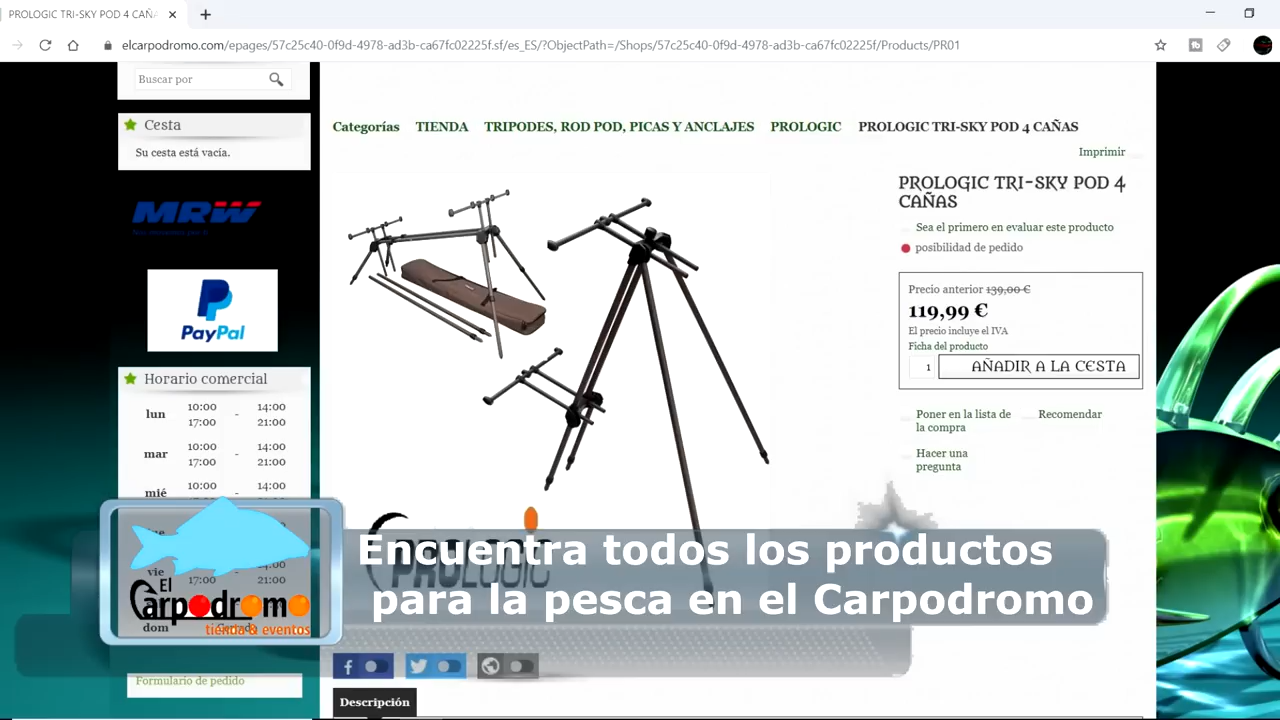 PROLOGIC TRI-SKY POD 4 CAÑA
elcarpodromo.com/epages/57c25c40-0f9d-4978-ad3b-ca67fc02225f.sf/es_ES/?ObjectPath=/Shops/57c25c40-0f9d-4978-ad3b-ca67fc02225f/Products/PR01
Buscar por
Cesta
Su cesta está vacía.
MRW
PayPal
Horario comercial
lun 10:00 - 14:00
17:00 21:00
mar 10:00 - 14:00
17:00 21:00
mié 10:00 - 14:00
vie
17:00 21:00
dom
Formulario de pedido
Categorías TIENDA TRIPODES, ROD POD, PICAS Y ANCLAJES PROLOGIC PROLOGIC TRI-SKY POD 4 CAÑAS
Imprimir
PROLOGIC TRI-SKY POD 4
CAÑAS
Sea el primero en evaluar este producto
posibilidad de pedido
Precio anterior 139,00 €
119,99 €
El precio incluye el IVA
Ficha del producto
1 AÑADIR A LA CESTA
Poner en la lista de
la compra
Recomendar
Hacer una
pregunta
PROLOGIC
El
Carpodromo
tienda & eventos
Encuentra todos los productos
para la pesca en el Carpodromo
Descripción